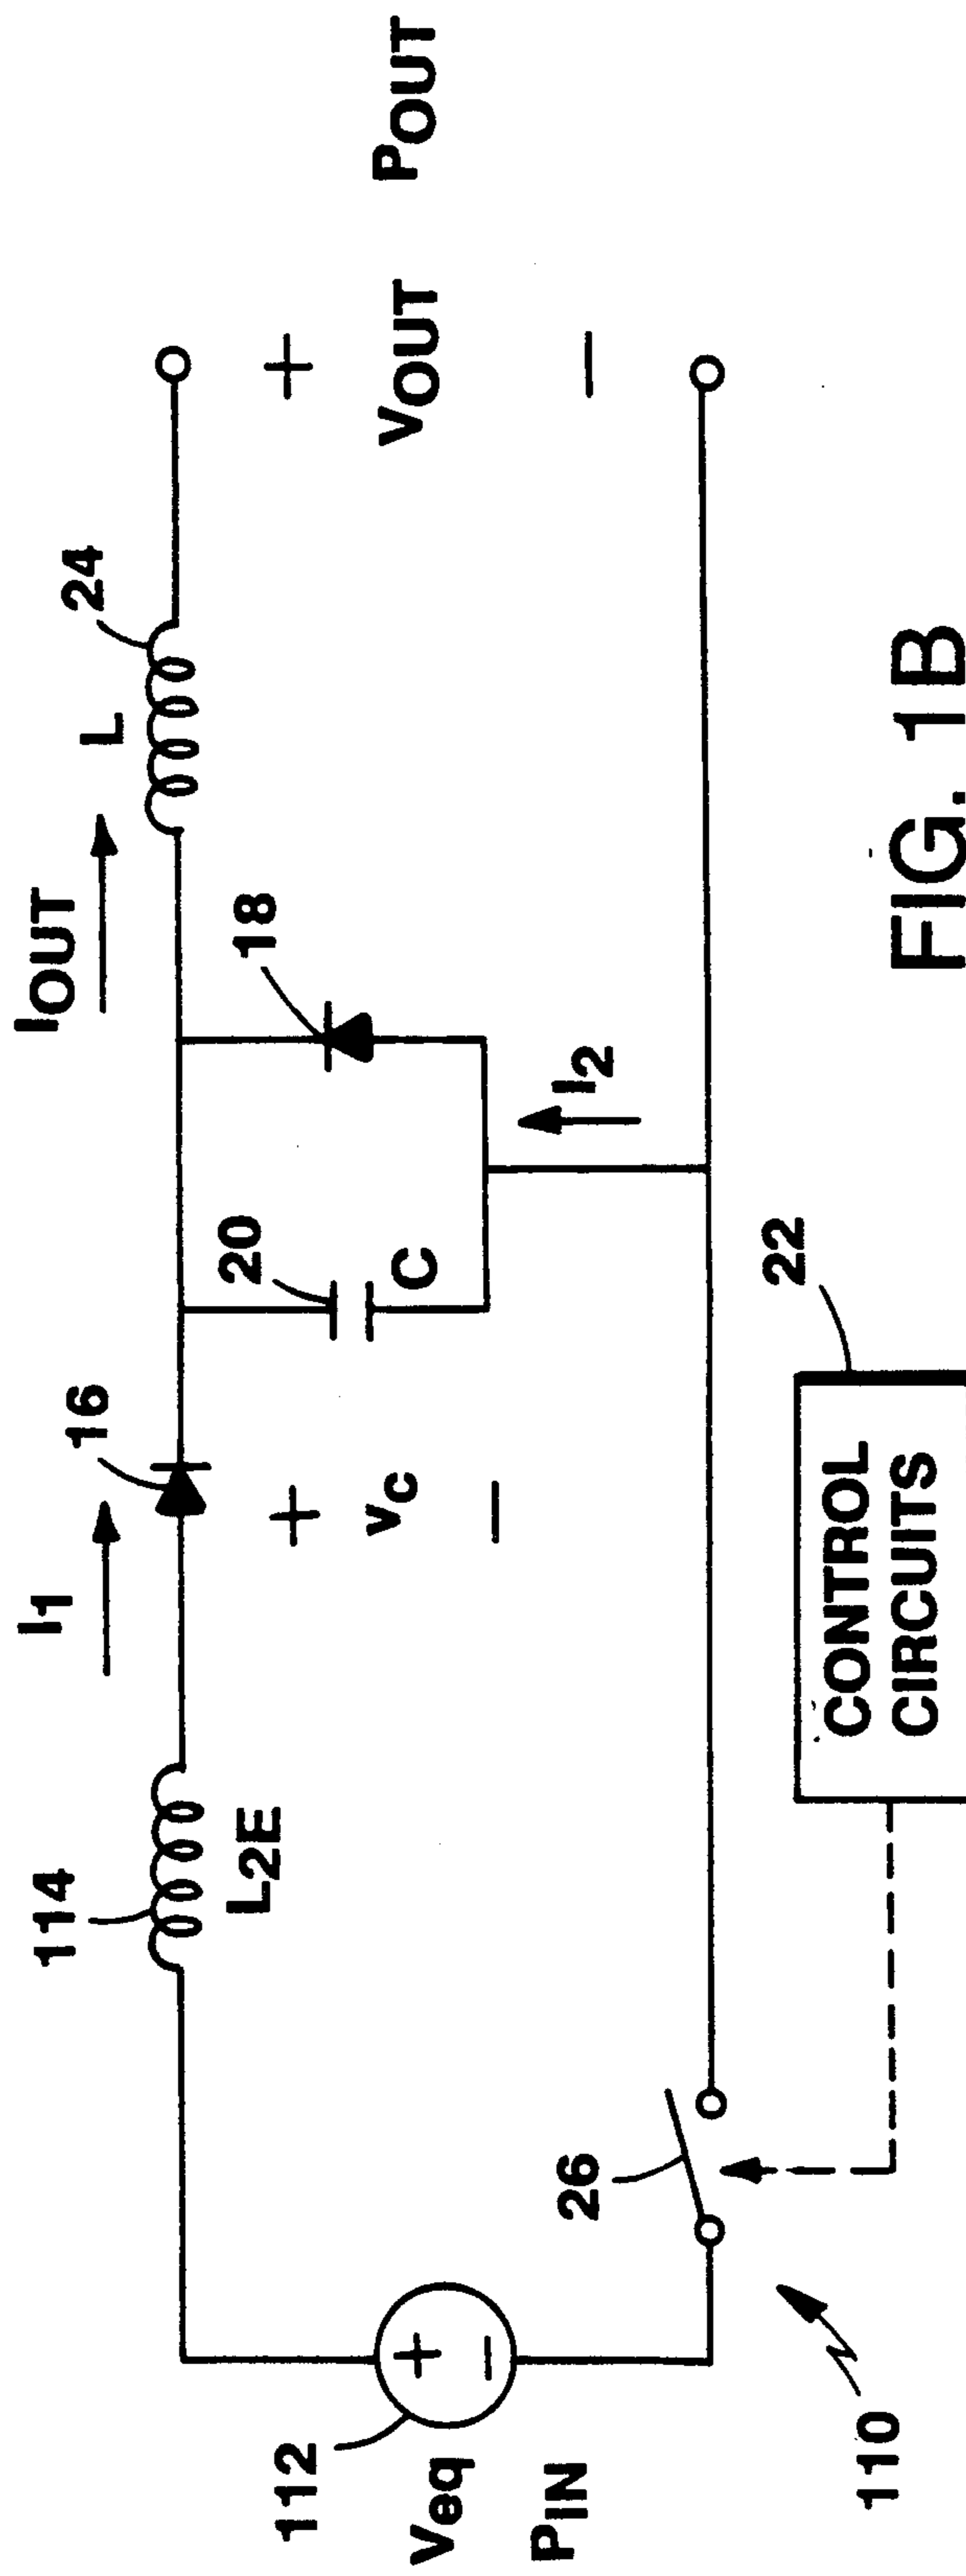 I1
IOUT
114
16
24
L
L2E
20
18
+
vC
−
C
I2
+
VOUT
−
POUT
112
Veq
PIN
+
−
26
22
CONTROL
CIRCUITS
110
FIG. 1B